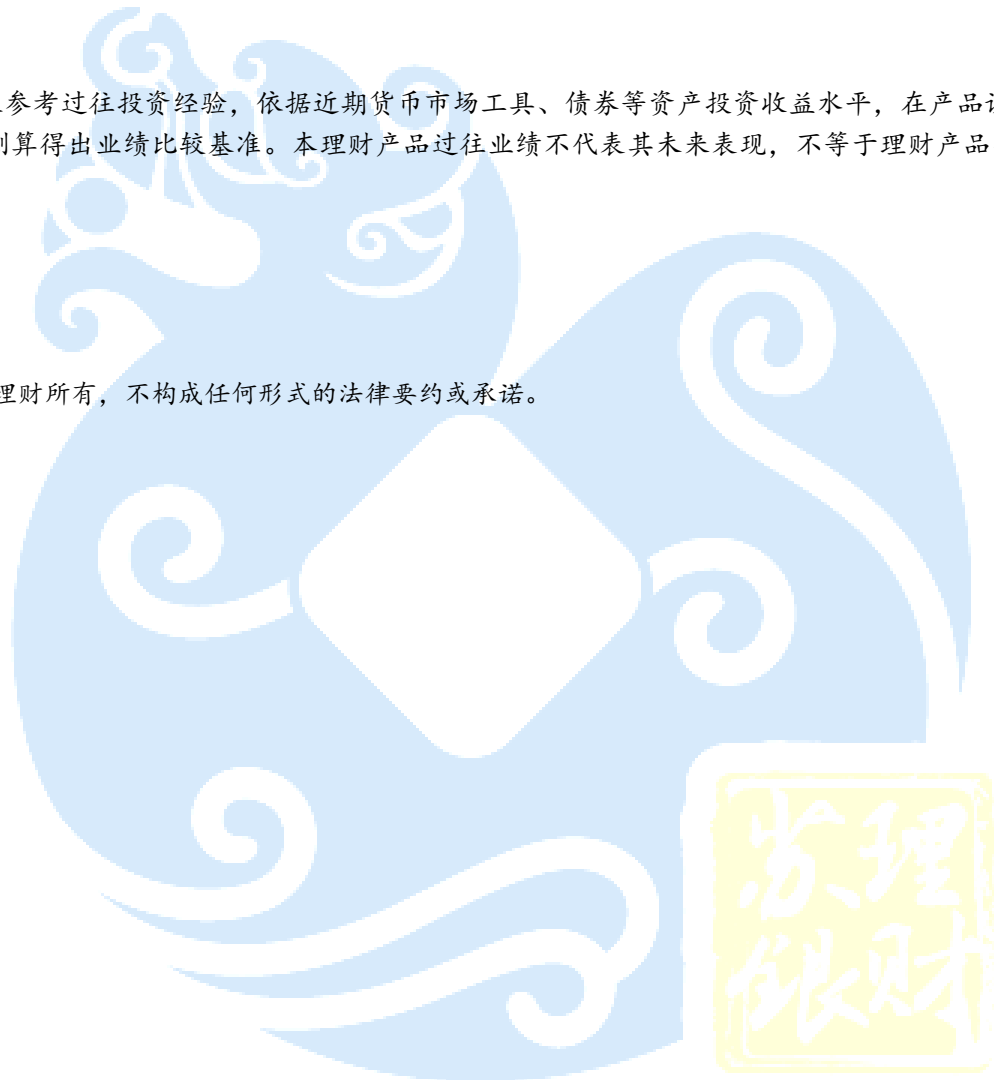 参考过往投资经验，依据近期货币市场工具、债券等资产投资收益水平，在产品
测算得出业绩比较基准。本理财产品过往业绩不代表其未来表现，不等于理财产品
理财所有，不构成任何形式的法律要约或承诺。
苏理
银财